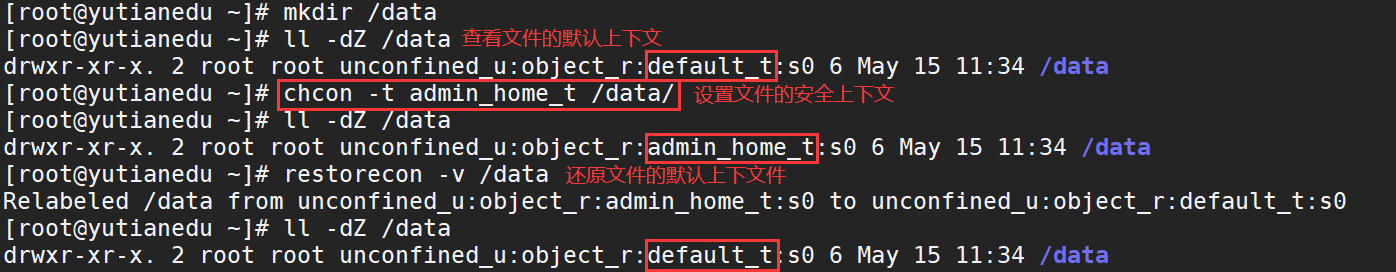 [root@yutianedu ~]# mkdir /data
[root@yutianedu ~]# ll -dZ /data 查看文件的默认上下文
drwxr-xr-x. 2 root root unconfined_u:object_r:default_t:s0 6 May 15 11:34 /data
[root@yutianedu ~]# chcon -t admin_home_t /data/ 设置文件的安全上下文
[root@yutianedu ~]# ll -dZ /data
drwxr-xr-x. 2 root root unconfined_u:object_r:admin_home_t:s0 6 May 15 11:34 /data
[root@yutianedu ~]# restorecon -v /data 还原文件的默认上下文件
Relabeled /data from unconfined_u:object_r:admin_home_t:s0 to unconfined_u:object_r:default_t:s0
[root@yutianedu ~]# ll -dZ /data
drwxr-xr-x. 2 root root unconfined_u:object_r:default_t:s0 6 May 15 11:34 /data